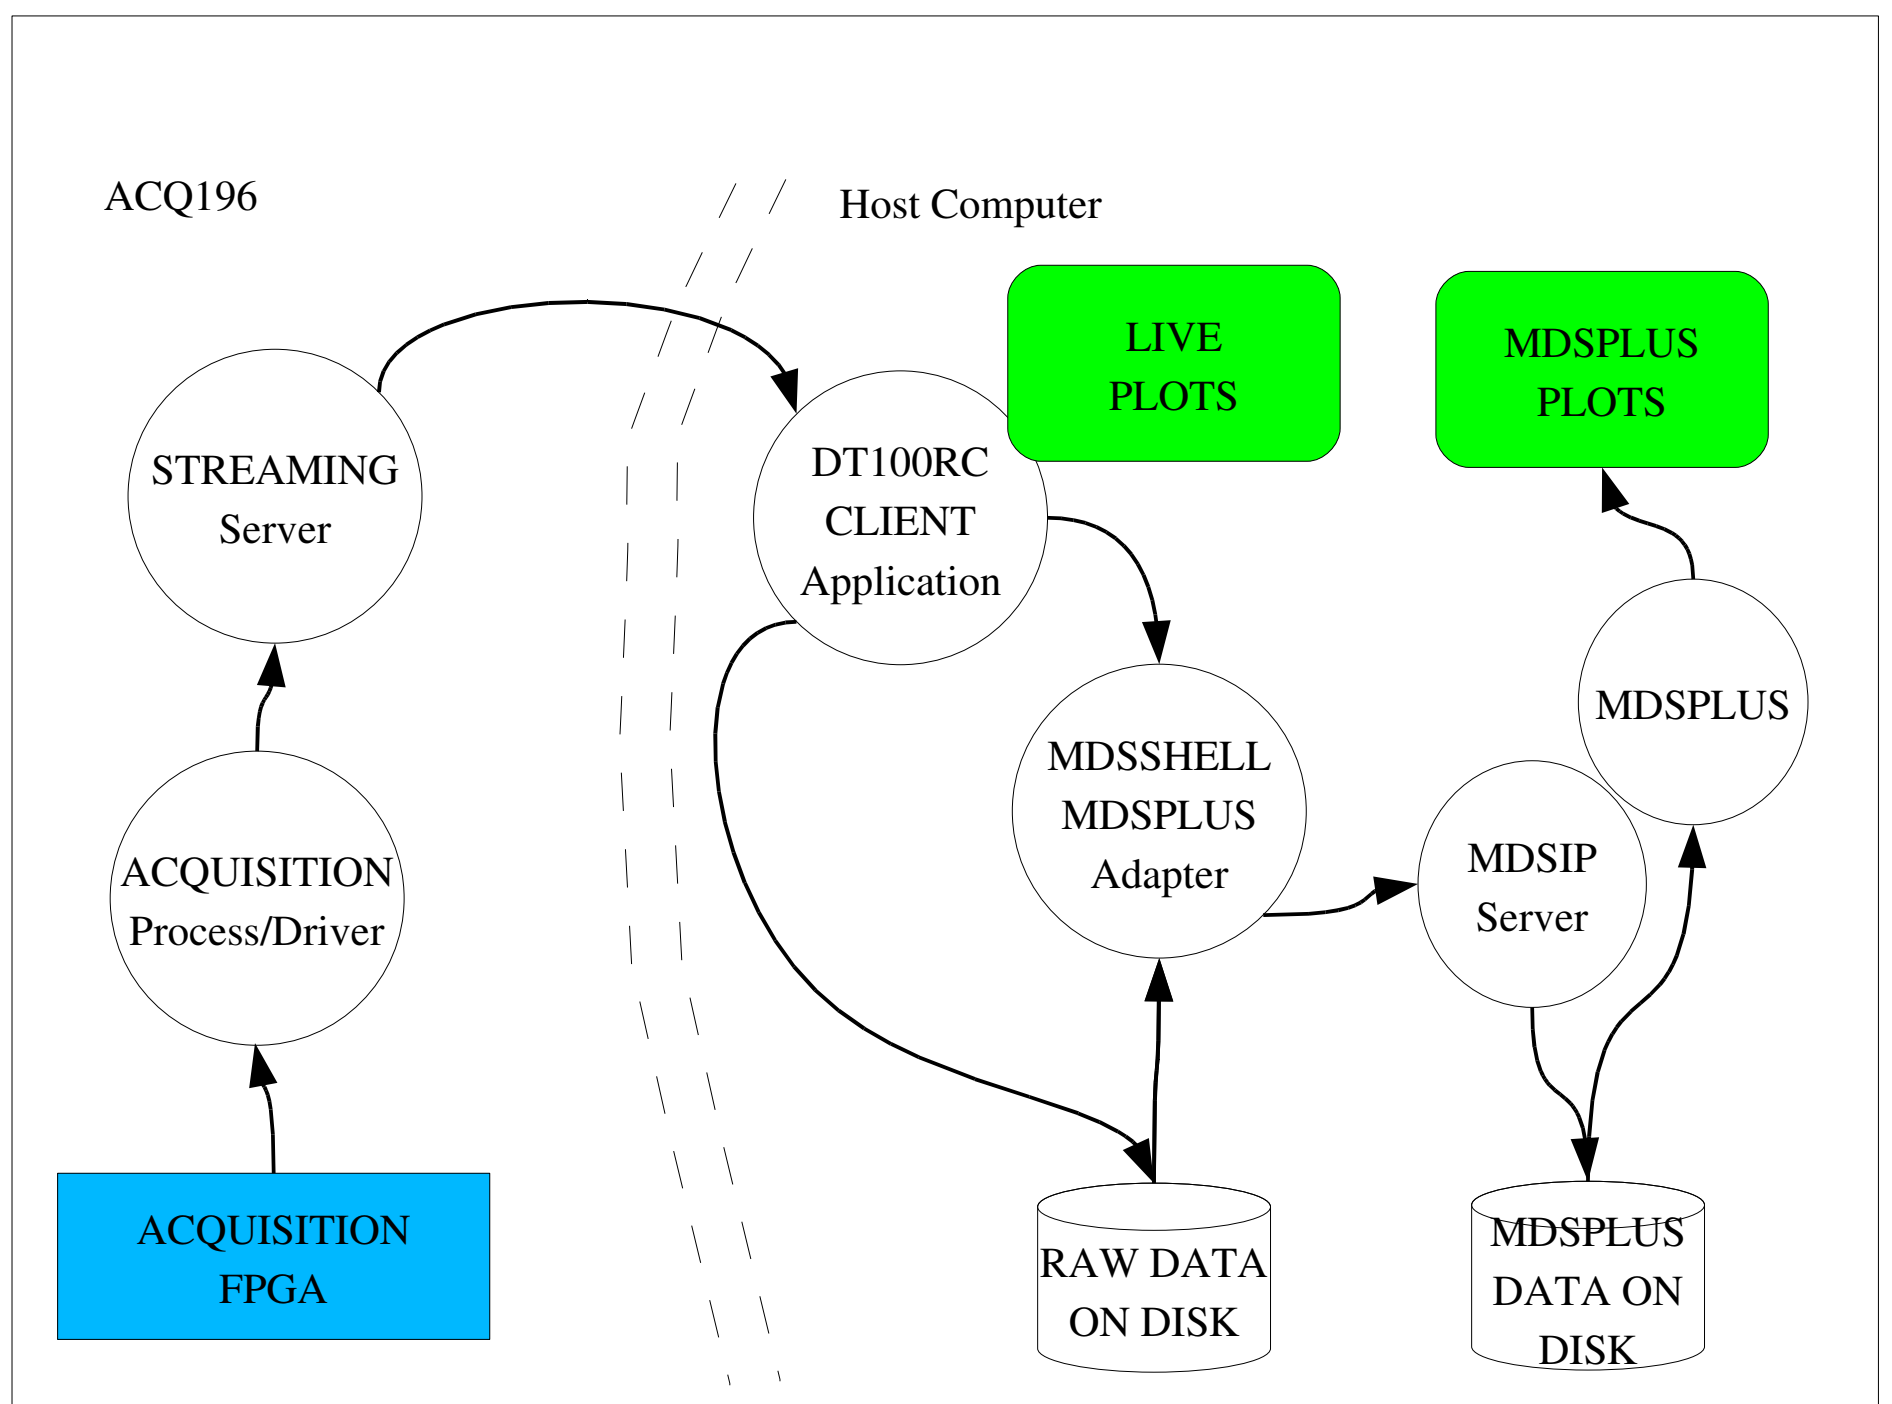 ACQ196
Host Computer
LIVE
PLOTS
MDSPLUS
PLOTS
STREAMING
Server
DT100RC
CLIENT
Application
MDSPLUS
MDSSHELL
MDSPLUS
Adapter
MDSIP
Server
ACQUISITION
Process/Driver
ACQUISITION
FPGA
RAW DATA
ON DISK
MDSPLUS
DATA ON
DISK